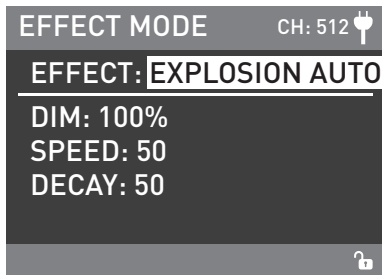 EFFECT MODE CH: 512
EFFECT: EXPLOSION AUTO
DIM: 100%
SPEED: 50
DECAY: 50